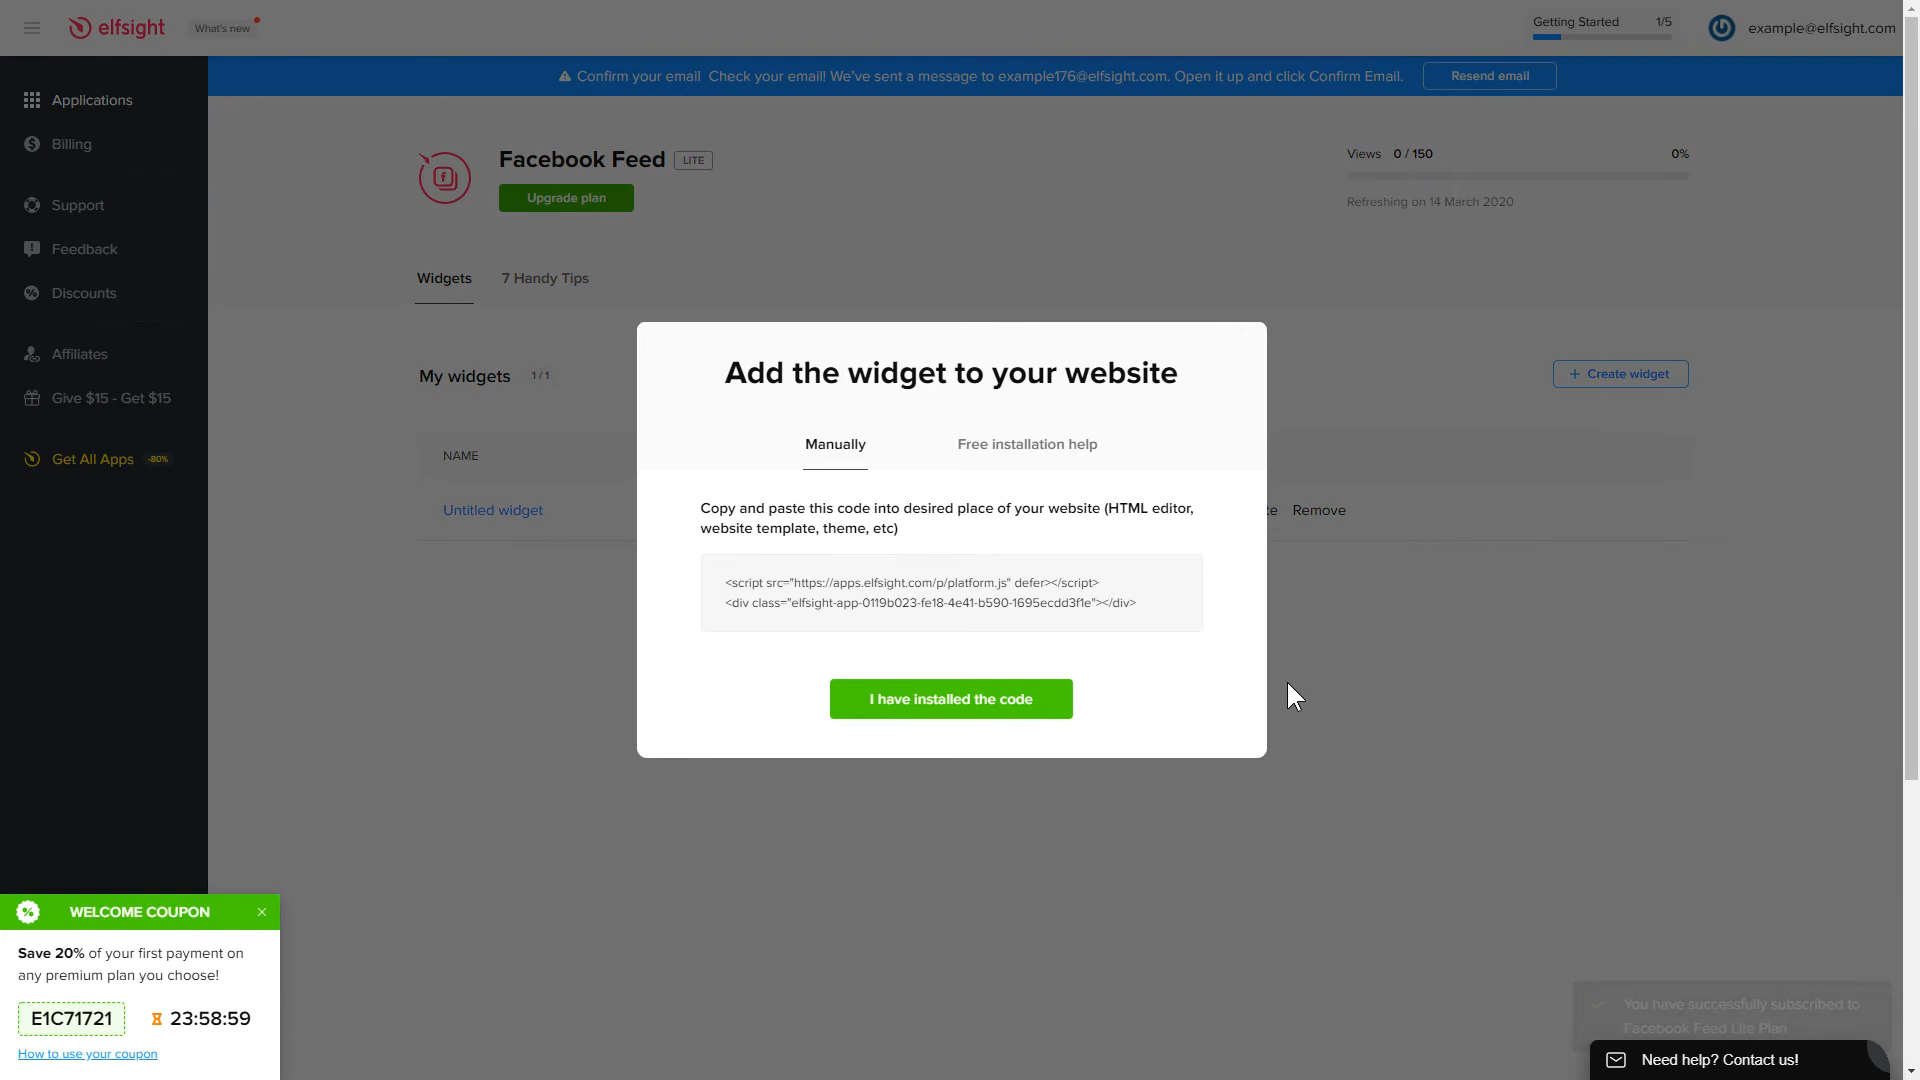 elfsight
What's new
Getting Started 1/5
example@elfsight.com
Confirm your email Check your email! We've sent a message to example176@elfsight.com. Open it up and click Confirm Email.
Resend email
Applications
Billing
Support
Feedback
Discounts
Affiliates
Give $15 - Get $15
Get All Apps -80%
Facebook Feed LITE
Upgrade plan
Views 0 / 150 0%
Refreshing on 14 March 2020
Widgets 7 Handy Tips
My widgets 1 / 1
+ Create widget
NAME
Untitled widget
te Remove
Add the widget to your website
Manually Free installation help
Copy and paste this code into desired place of your website (HTML editor,
website template, theme, etc)
<script src="https://apps.elfsight.com/p/platform.js" defer></script>
<div class="elfsight-app-0119b023-fe18-4e41-b590-1695ecdd3f1e"></div>
I have installed the code
WELCOME COUPON
Save 20% of your first payment on
any premium plan you choose!
E1C71721 23:58:59
How to use your coupon
You have successfully subscribed to
Facebook Feed Lite Plan
Need help? Contact us!